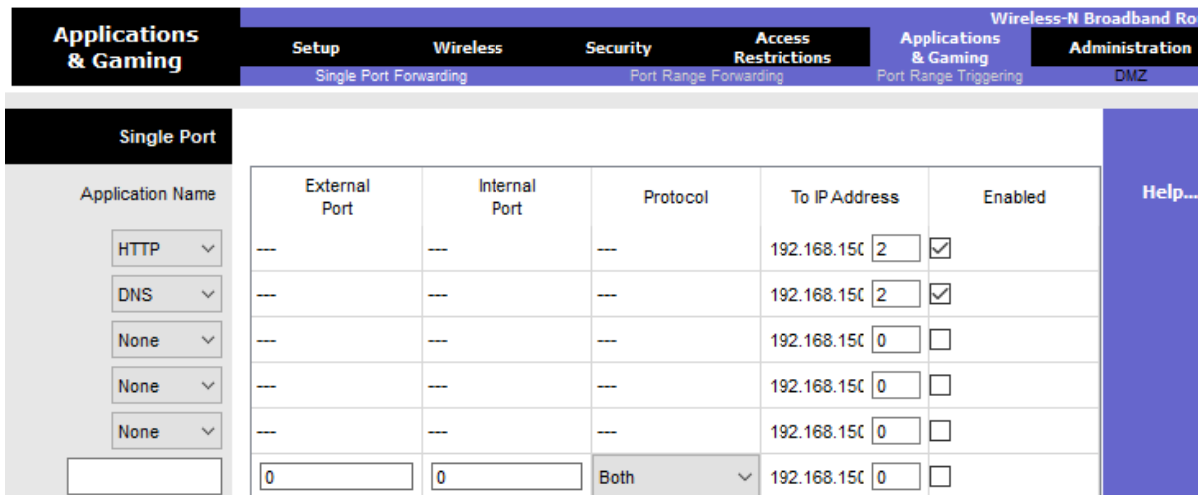 Wireless-N Broadband Ro
Applications
& Gaming
Setup Wireless Security Access
Restrictions Applications
& Gaming Administration
Single Port Forwarding Port Range Forwarding Port Range Triggering DMZ
Single Port
Application Name External
Port Internal
Port Protocol To IP Address Enabled Help...
HTTP --- --- --- 192.168.150 2
DNS --- --- --- 192.168.150 2
None --- --- --- 192.168.150 0
None --- --- --- 192.168.150 0
None --- --- --- 192.168.150 0
0 0 Both 192.168.150 0